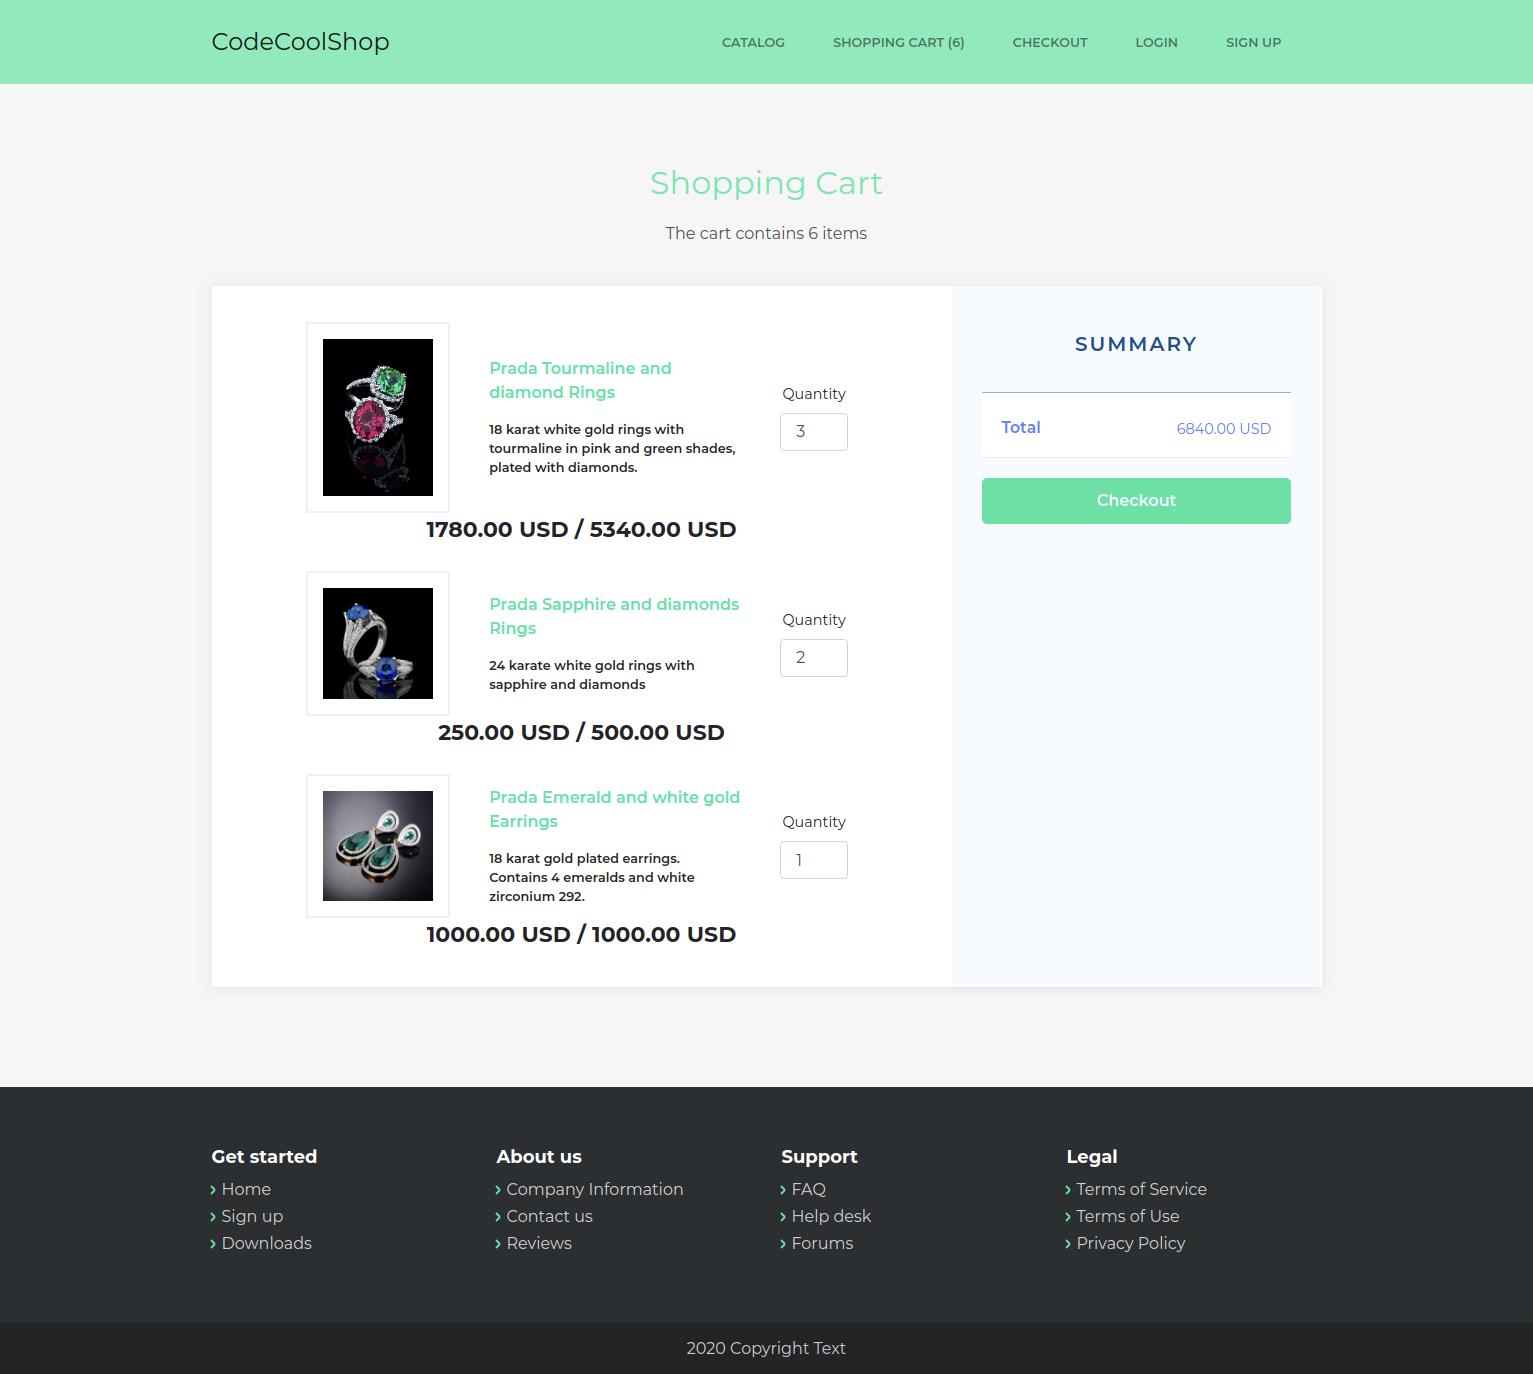 CodeCoolShop
CATALOG
SHOPPING CART (6)
CHECKOUT
LOGIN
SIGN UP
Shopping Cart
The cart contains 6 items
Prada Tourmaline and
diamond Rings
18 karat white gold rings with
tourmaline in pink and green shades,
plated with diamonds.
Quantity
3
1780.00 USD / 5340.00 USD
Prada Sapphire and diamonds
Rings
24 karate white gold rings with
sapphire and diamonds
Quantity
2
250.00 USD / 500.00 USD
Prada Emerald and white gold
Earrings
18 karat gold plated earrings.
Contains 4 emeralds and white
zirconium 292.
Quantity
1
1000.00 USD / 1000.00 USD
SUMMARY
Total 6840.00 USD
Checkout
Get started
Home
Sign up
Downloads
About us
Company Information
Contact us
Reviews
Support
FAQ
Help desk
Forums
Legal
Terms of Service
Terms of Use
Privacy Policy
2020 Copyright Text